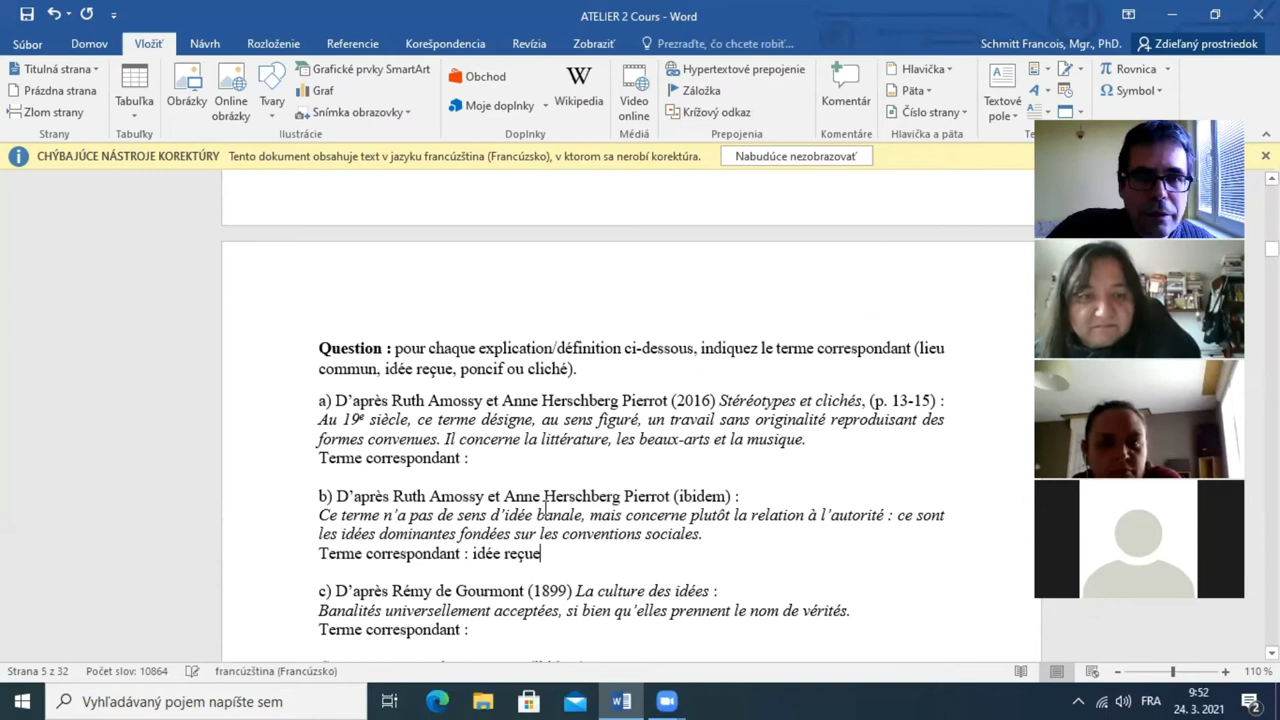 ATELIER 2 Cours - Word
Súbor Domov Vložiť Návrh Rozloženie Referencie Korešpondencia Revízia Zobraziť Prezraďte, čo chcete robiť... Schmitt Francois, Mgr., PhD. Zdieľaný prostriedok
Titulná strana
Prázdna strana
Zlom strany
Strany
Tabuľka
Tabuľky
Obrázky
Online obrázky
Tvary
Grafické prvky SmartArt
Graf
Snímka obrazovky
Ilustrácie
Obchod
Moje doplnky
Wikipedia
Doplnky
Video online
Médiá
Hypertextové prepojenie
Záložka
Krížový odkaz
Prepojenia
Komentár
Komentáre
Hlavička
Päta
Číslo strany
Hlavička a päta
Textové pole
Te
Rovnica
Symbol
CHÝBAJÚCE NÁSTROJE KOREKTÚRY Tento dokument obsahuje text v jazyku francúzština (Francúzsko), v ktorom sa nerobí korektúra. Nabudúce nezobrazovať
Question : pour chaque explication/définition ci-dessous, indiquez le terme correspondant (lieu
commun, idée reçue, poncif ou cliché).
a) D'après Ruth Amossy et Anne Herschberg Pierrot (2016) Stéréotypes et clichés, (p. 13-15) :
Au 19e siècle, ce terme désigne, au sens figuré, un travail sans originalité reproduisant des
formes convenues. Il concerne la littérature, les beaux-arts et la musique.
Terme correspondant :
b) D'après Ruth Amossy et Anne Herschberg Pierrot (ibidem) :
Ce terme n'a pas de sens d'idée banale, mais concerne plutôt la relation à l'autorité : ce sont
les idées dominantes fondées sur les conventions sociales.
Terme correspondant : idée reçue
c) D'après Rémy de Gourmont (1899) La culture des idées :
Banalités universellement acceptées, si bien qu'elles prennent le nom de vérités.
Terme correspondant :
Strana 5 z 32 Počet slov: 10864 francúzština (Francúzsko) 110 %
Vyhľadávaný pojem napíšte sem
FRA
9:52
24. 3. 2021
2